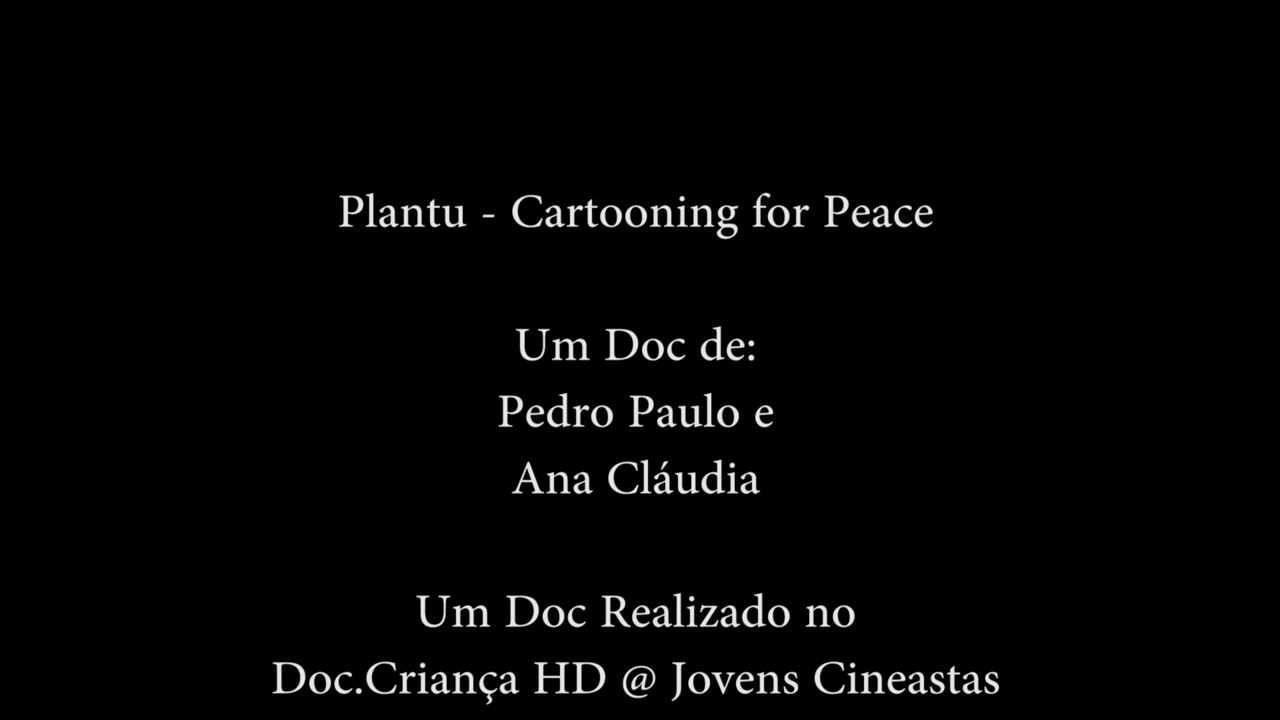 Plantu - Cartooning for Peace
Um Doc de:
Pedro Paulo e
Ana Cláudia
Um Doc Realizado no
Doc.Criança HD @ Jovens Cineastas